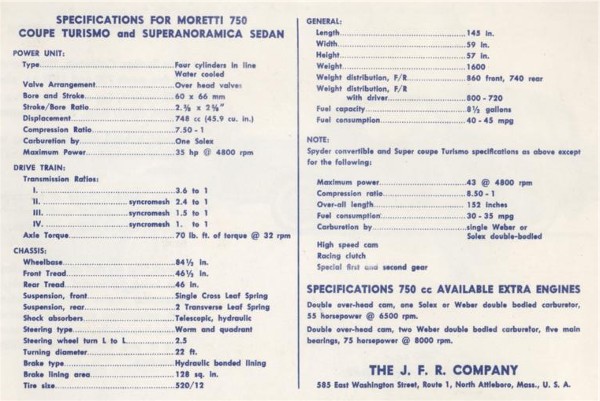 SPECIFICATIONS FOR MORETTI 750
COUPE TURISMO and SUPERANORAMICA SEDAN
POWER UNIT:
Type Four cylinders in line
Water cooled
Valve Arrangement Over head valves
Bore and Stroke 60 x 66 mm
Stroke/Bore Ratio 2.⅜ x 2⅝"
Displacement 748 cc (45.9 cu. in.)
Compression Ratio 7.50-1
Carburetion by One Solex
Maximum Power 35 hp @ 4800 rpm
DRIVE TRAIN:
Transmission Ratios:
I. 3.6 to 1
II. syncromesh 2.4 to 1
III. syncromesh 1.5 to 1
IV. syncromesh 1. to 1
Axle Torque 70 lb. ft. of torque @ 32 rpm
CHASSIS:
Wheelbase 84½ in.
Front Tread 46½ in.
Rear Tread 46 in.
Suspension, front Single Cross Leaf Spring
Suspension, rear 2 Transverse Leaf Spring
Shock absorbers Telescopic, hydraulic
Steering type Worm and quadrant
Steering wheel turn L to L 2.5
Turning diameter 22 ft.
Brake type Hydraulic bonded lining
Brake lining area 128 sq. in.
Tire size 520/12
GENERAL:
Length 145 in.
Width 59 in.
Height 57 in.
Weight 1600
Weight distribution, F/R 860 front, 740 rear
Weight distribution, F/R
with driver 800-720
Fuel capacity 8½ gallons
Fuel consumption 40-45 mpg
NOTE:
Spyder convertible and Super coupe Turismo specifications as above except
for the following:
Maximum power 43 @ 4800 rpm
Compression ratio 8.50-1
Over-all length 152 inches
Fuel consumption 30-35 mpg
Carburetion by single Weber or
Solex double-bodied
High speed cam
Racing clutch
Special first and second gear
SPECIFICATIONS 750 cc AVAILABLE EXTRA ENGINES
Double over-head cam, one Solex or Weber double bodied carburetor,
55 horsepower @ 6500 rpm.
Double over-head cam, two Weber double bodied carburetor, five main
bearings, 75 horsepower @ 8000 rpm.
THE J. F. R. COMPANY
585 East Washington Street, Route 1, North Attleboro, Mass., U. S. A.